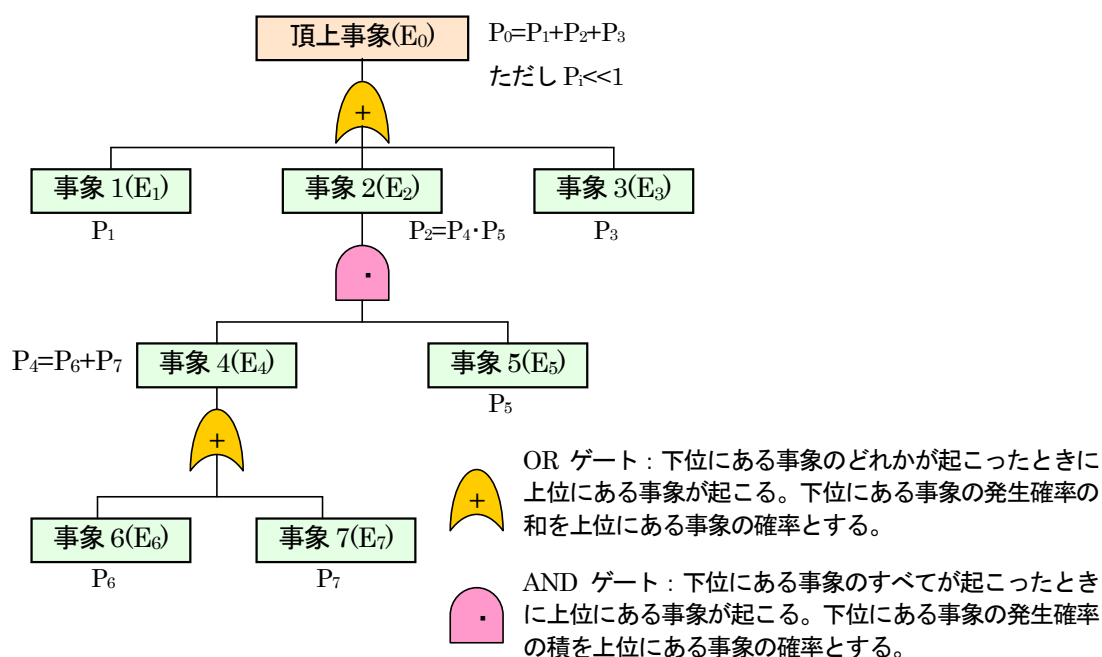 頂上事象(E₀) P₀=P₁+P₂+P₃
ただし Pᵢ<<1
+
事象 1(E₁) 事象 2(E₂) 事象 3(E₃)
P₁ P₂=P₄·P₅ P₃
·
P₄=P₆+P₇ 事象 4(E₄) 事象 5(E₅)
P₅
+
OR ゲート：下位にある事象のどれかが起こったときに
上位にある事象が起こる。下位にある事象の発生確率の
和を上位にある事象の確率とする。
+
事象 6(E₆) 事象 7(E₇)
P₆ P₇
AND ゲート：下位にある事象のすべてが起こったとき
に上位にある事象が起こる。下位にある事象の発生確率
の積を上位にある事象の確率とする。
·